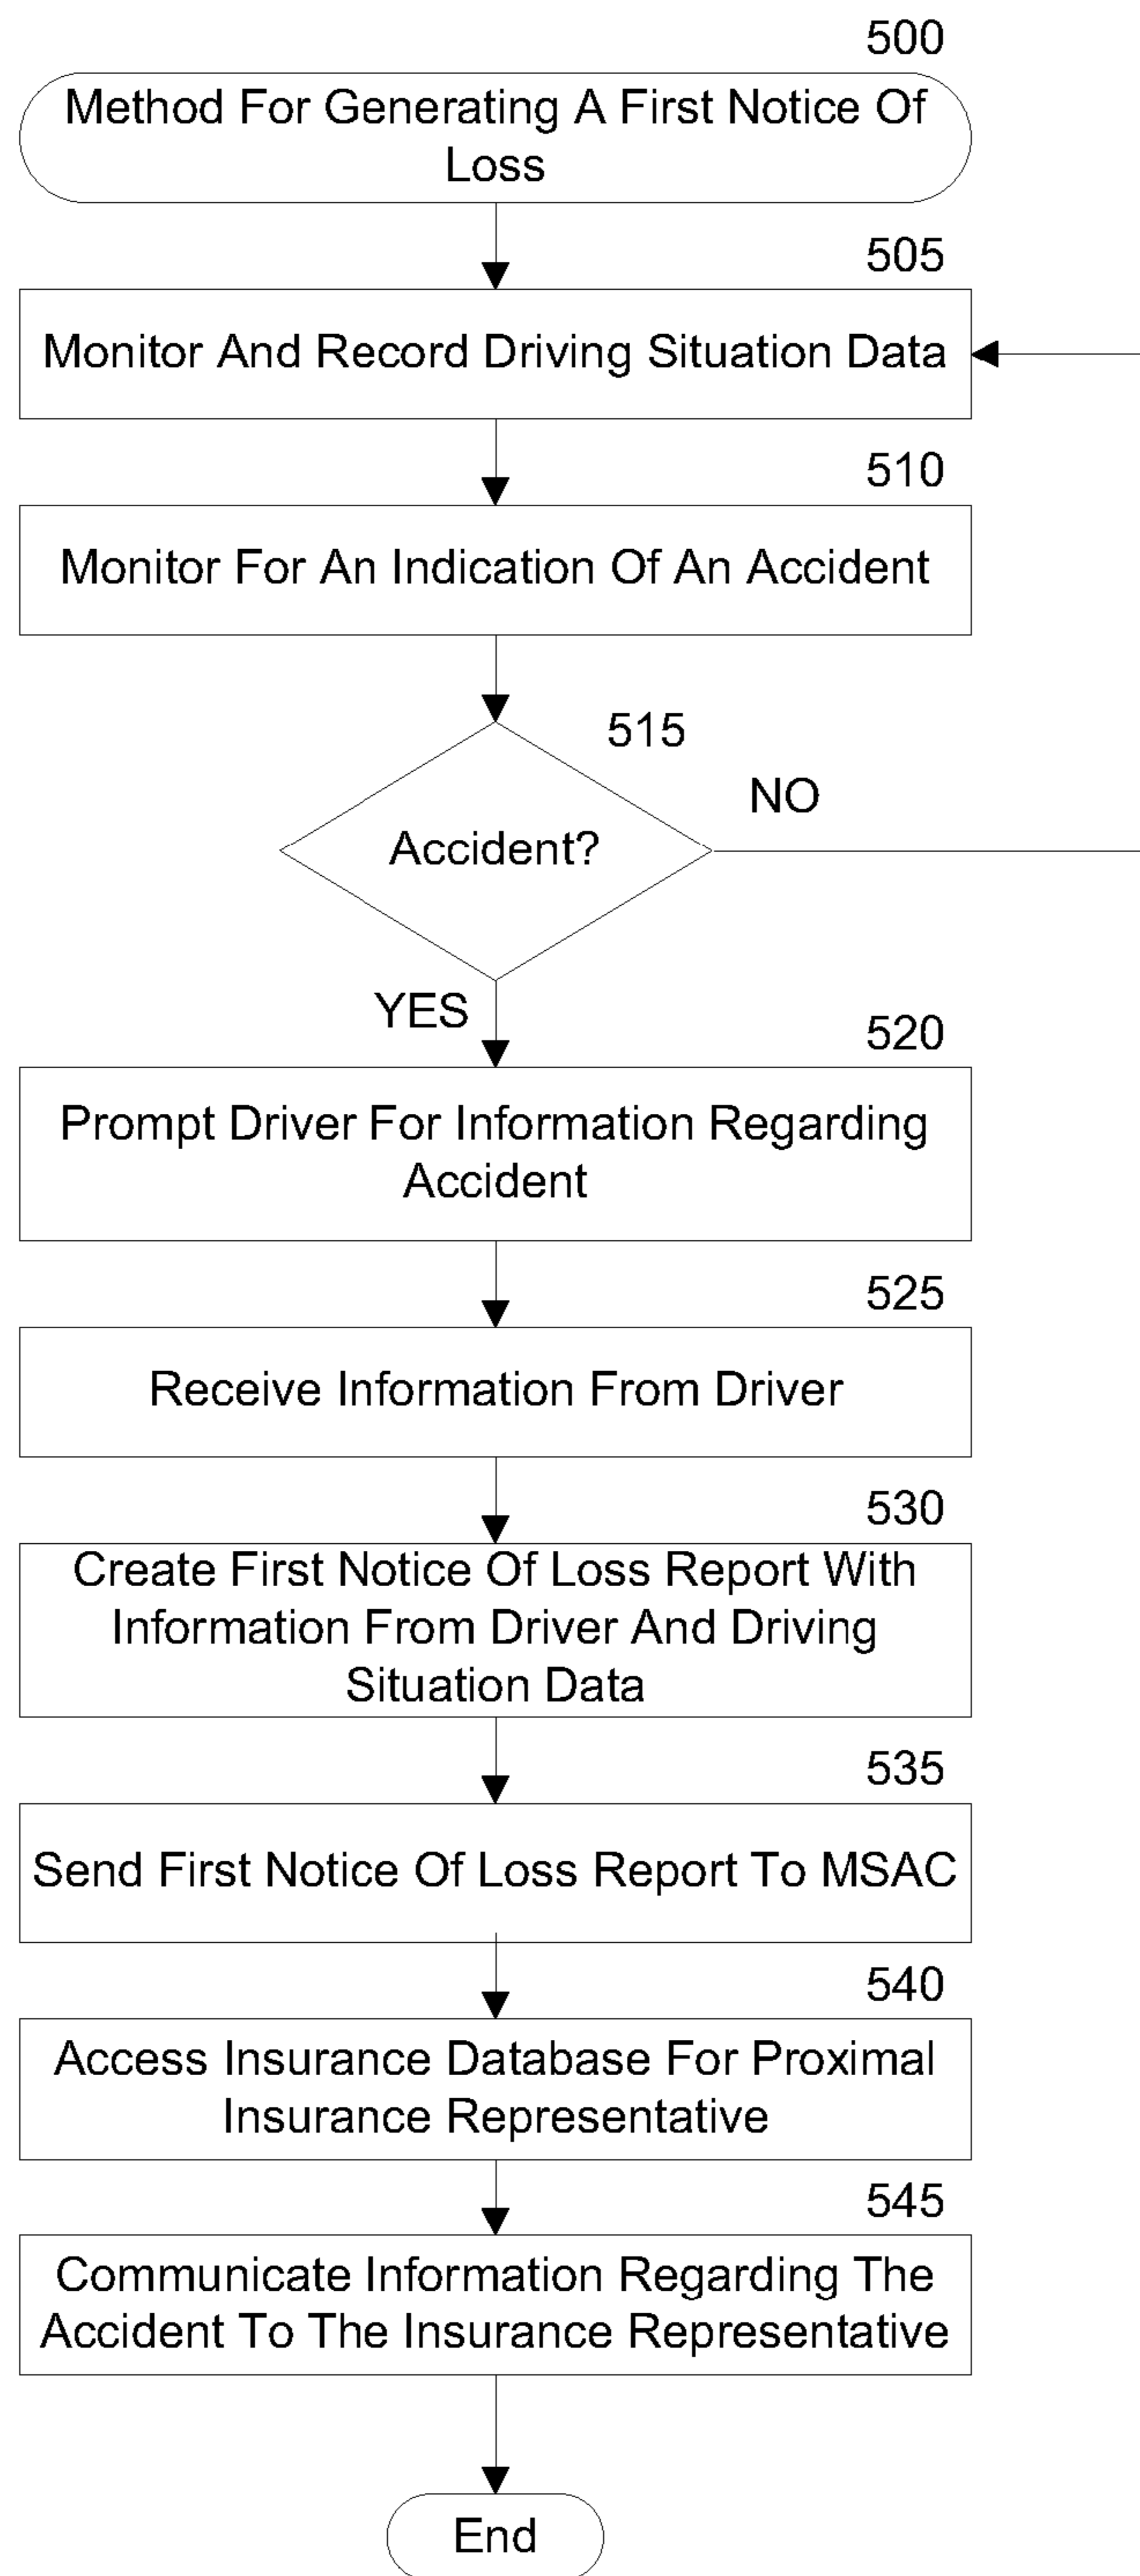 500
Method For Generating A First Notice Of
Loss
505
Monitor And Record Driving Situation Data
510
Monitor For An Indication Of An Accident
515
NO
Accident?
YES
520
Prompt Driver For Information Regarding
Accident
525
Receive Information From Driver
530
Create First Notice Of Loss Report With
Information From Driver And Driving
Situation Data
535
Send First Notice Of Loss Report To MSAC
540
Access Insurance Database For Proximal
Insurance Representative
545
Communicate Information Regarding The
Accident To The Insurance Representative
End